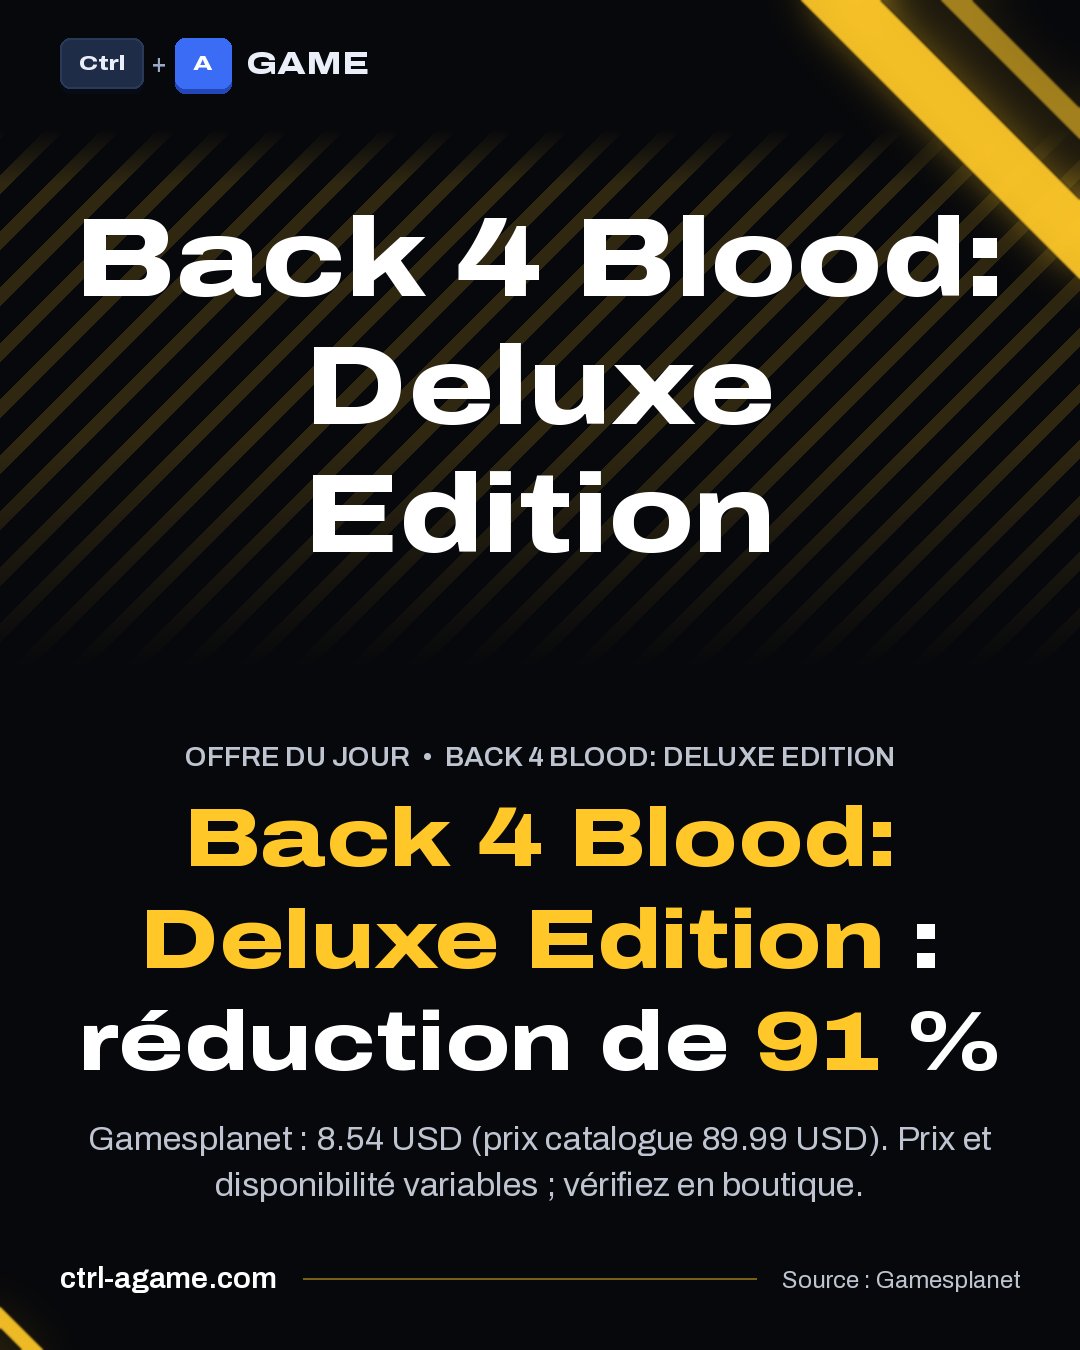 Ctrl + A GAME
Back 4 Blood:
Deluxe
Edition
OFFRE DU JOUR • BACK 4 BLOOD: DELUXE EDITION
Back 4 Blood:
Deluxe Edition :
réduction de 91 %
Gamesplanet : 8.54 USD (prix catalogue 89.99 USD). Prix et
disponibilité variables ; vérifiez en boutique.
ctrl-agame.com
Source : Gamesplanet